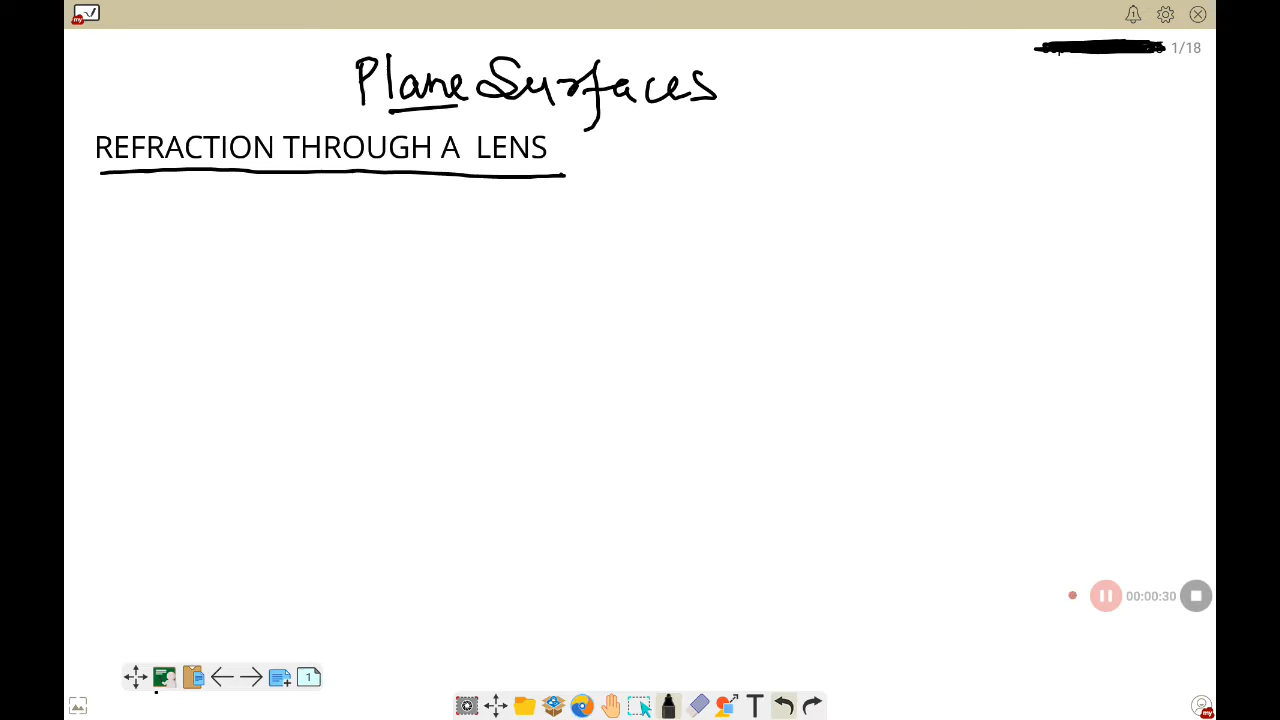 Plane Surfaces
1/18
REFRACTION THROUGH A LENS
00:00:30
1